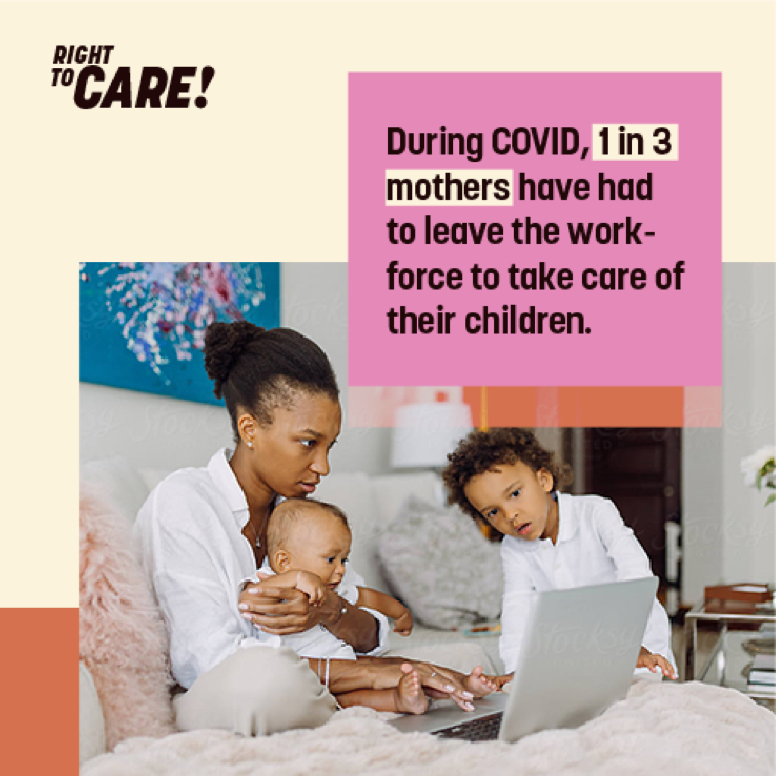 RIGHT
TO CARE!
During COVID, 1 in 3
mothers have had
to leave the work-
force to take care of
their children.